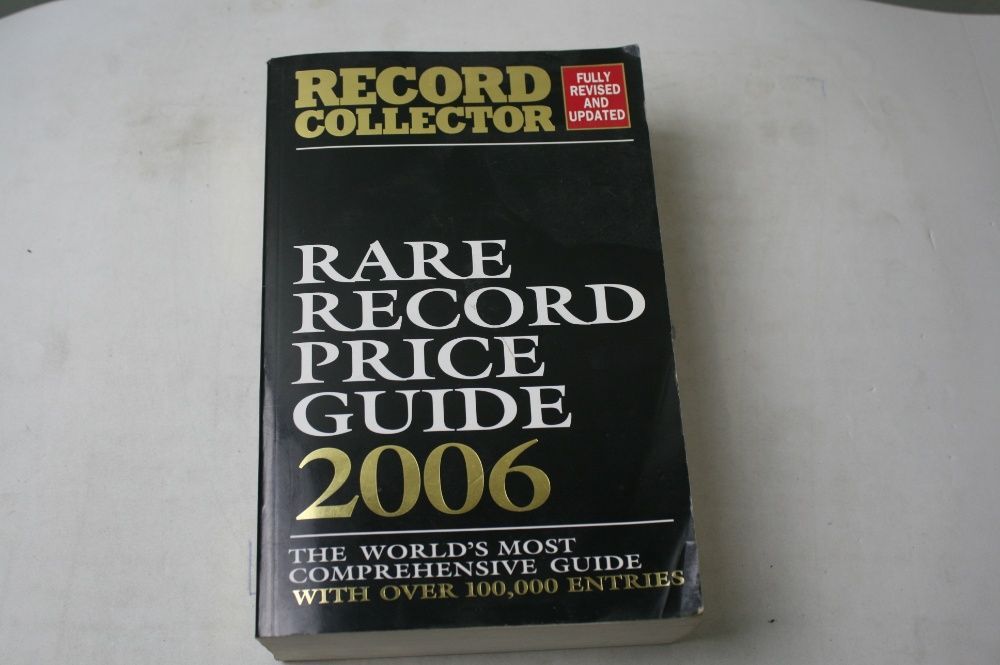 RECORD
COLLECTOR
FULLY
REVISED
AND
UPDATED
RARE
RECORD
PRICE
GUIDE
2006
THE WORLD'S MOST
COMPREHENSIVE GUIDE
WITH OVER 100,000 ENTRIES